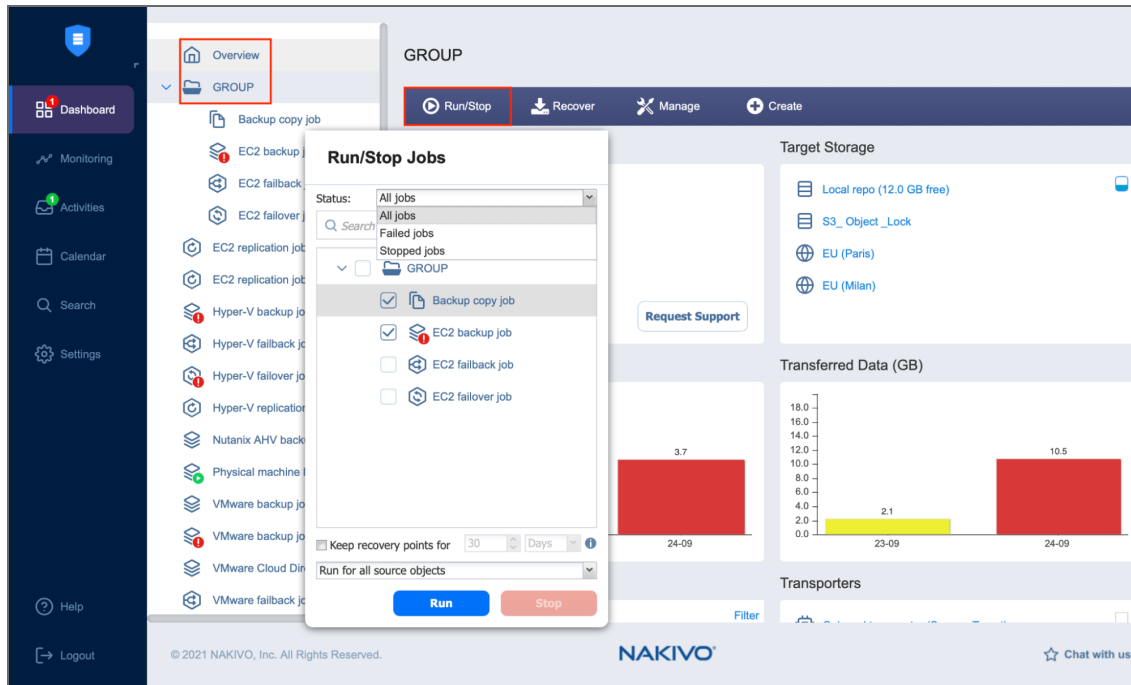 Overview
GROUP
Backup copy job
EC2 backup j
EC2 failback
EC2 failover j
EC2 replication job
EC2 replication job
Hyper-V backup jo
Hyper-V failback jo
Hyper-V failover jo
Hyper-V replication
Nutanix AHV back
Physical machine
VMware backup jo
VMware backup jo
VMware Cloud Dir
VMware failback jo
1
Dashboard
Monitoring
1
Activities
Calendar
Search
Settings
Help
Logout
GROUP
Run/Stop
Recover
Manage
Create
Run/Stop Jobs
Status:
All jobs
All jobs
Failed jobs
Stopped jobs
Search
GROUP
Backup copy job
EC2 backup job
EC2 failback job
EC2 failover job
Keep recovery points for
30
Days
Run for all source objects
Run
Stop
Request Support
3.7
24-09
Filter
Target Storage
Local repo (12.0 GB free)
S3_ Object _Lock
EU (Paris)
EU (Milan)
Transferred Data (GB)
18.0
16.0
14.0
12.0
10.0
8.0
6.0
4.0
2.0
0.0
2.1
10.5
23-09
24-09
Transporters
© 2021 NAKIVO, Inc. All Rights Reserved.
NAKIVO
Chat with us